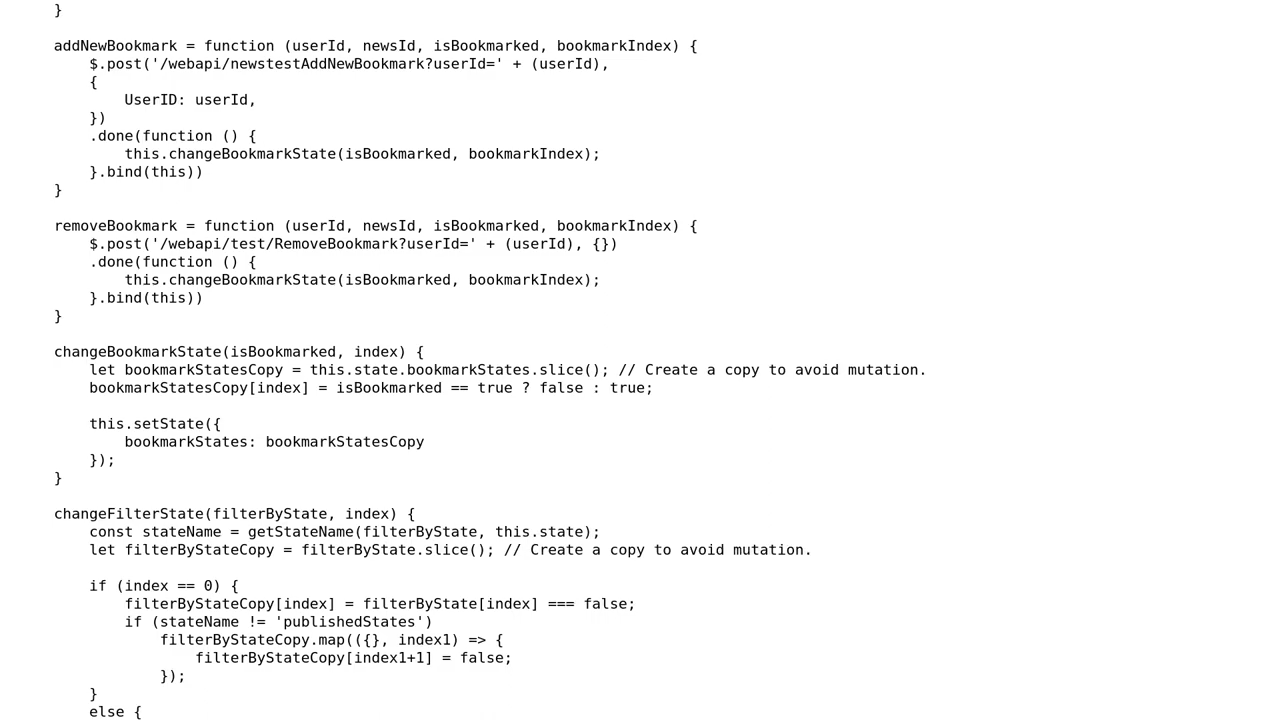 }
addNewBookmark = function (userId, newsId, isBookmarked, bookmarkIndex) {
$.post('/webapi/newstestAddNewBookmark?userId=' + (userId),
{
UserID: userId,
})
.done(function () {
this.changeBookmarkState(isBookmarked, bookmarkIndex);
}.bind(this))
}
removeBookmark = function (userId, newsId, isBookmarked, bookmarkIndex) {
$.post('/webapi/test/RemoveBookmark?userId=' + (userId), {})
.done(function () {
this.changeBookmarkState(isBookmarked, bookmarkIndex);
}.bind(this))
}
changeBookmarkState(isBookmarked, index) {
let bookmarkStatesCopy = this.state.bookmarkStates.slice(); // Create a copy to avoid mutation.
bookmarkStatesCopy[index] = isBookmarked == true ? false : true;
this.setState({
bookmarkStates: bookmarkStatesCopy
});
}
changeFilterState(filterByState, index) {
const stateName = getStateName(filterByState, this.state);
let filterByStateCopy = filterByState.slice(); // Create a copy to avoid mutation.
if (index == 0) {
filterByStateCopy[index] = filterByState[index] === false;
if (stateName != 'publishedStates')
filterByStateCopy.map(({}, index1) => {
filterByStateCopy[index1+1] = false;
});
}
else {